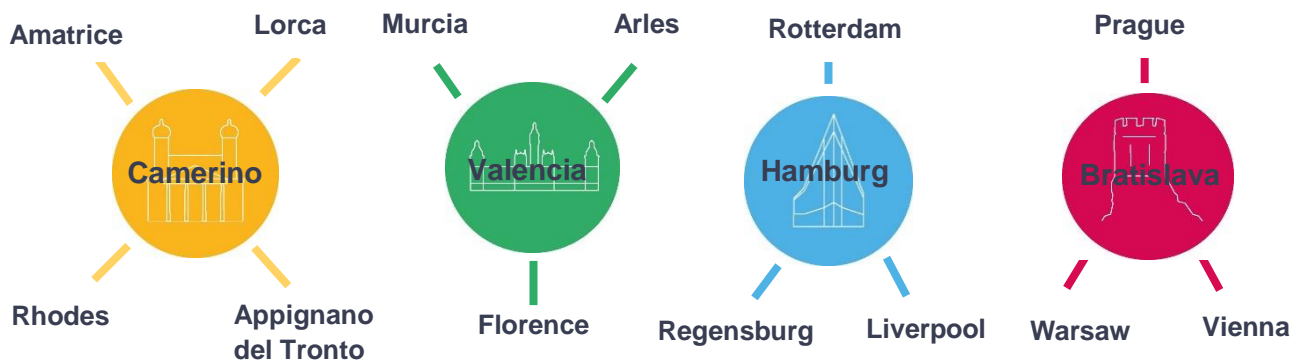 Amatrice
Lorca
Camerino
Rhodes
Appignano
del Tronto
Murcia
Arles
Valencia
Florence
Rotterdam
Hamburg
Regensburg
Liverpool
Prague
Bratislava
Warsaw
Vienna